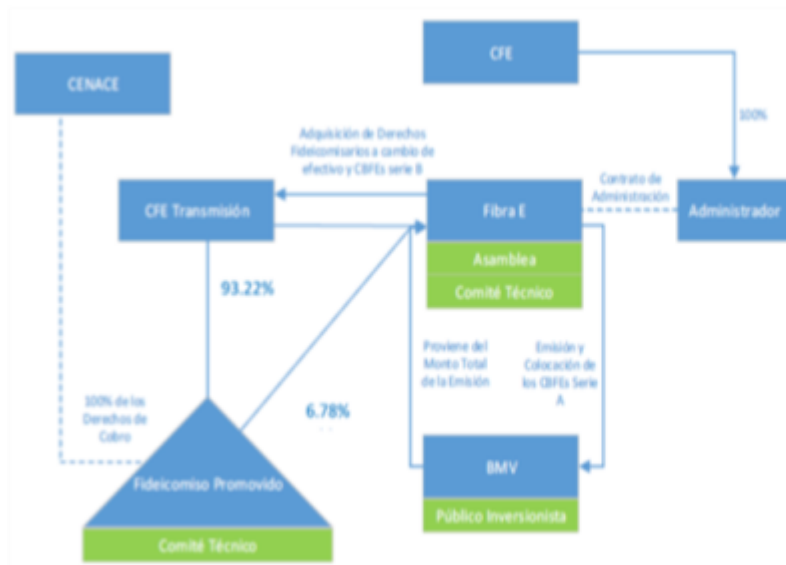 CFE
CENACE
100%
Adquisición de Derechos
Fideicomisarios a cambio de
efectivo y CBFEs serie B
Contrato de
Administración
CFE Transmisión
Fibra E
Administrador
Asamblea
Comité Técnico
93.22%
Proviene del
Monto Total
de la Emisión
Emisión y
Colocación de
los CBFEs Serie
A
100% de los
Derechos de
Cobro
6.78%
BMV
Fideicomiso Promovido
Público Inversionista
Comité Técnico